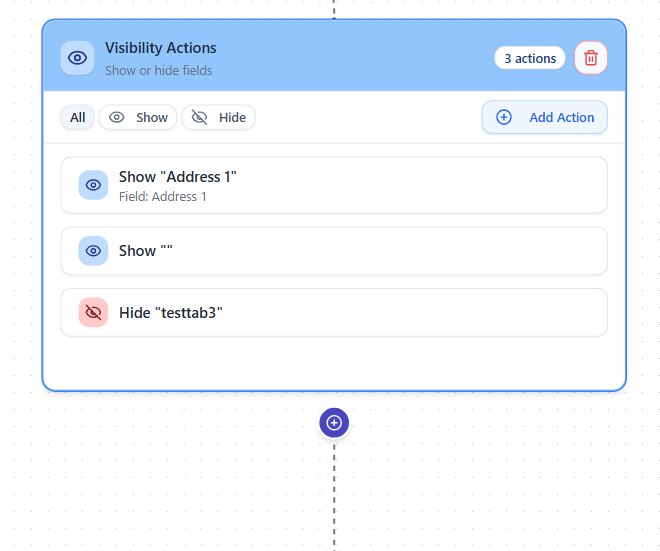 Visibility Actions
Show or hide fields
3 actions
All
Show
Hide
Add Action
Show "Address 1"
Field: Address 1
Show ""
Hide "testtab3"